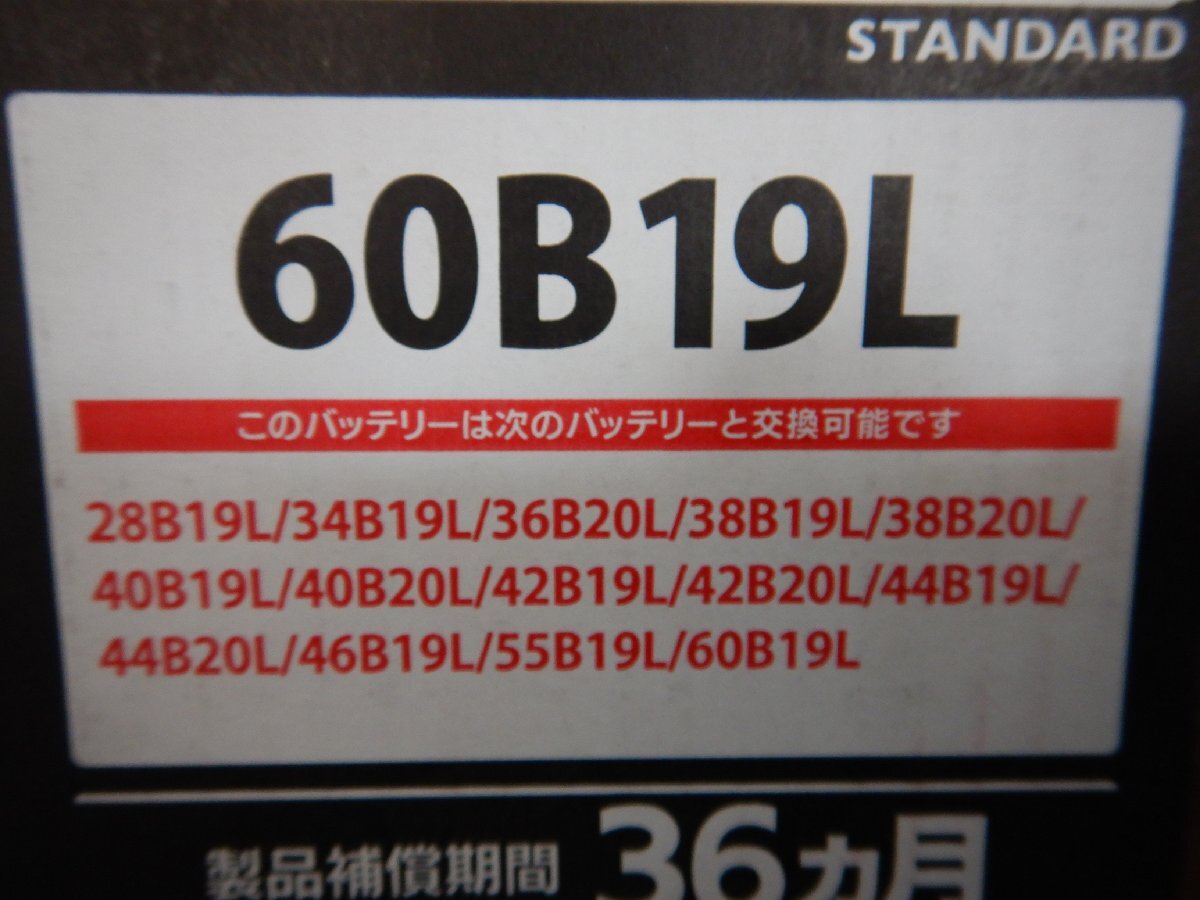 STANDARD
60B19L
このバッテリーは次のバッテリーと交換可能です
28B19L/34B19L/36B20L/38B19L/38B20L/
40B19L/40B20L/42B19L/42B20L/44B19L/
44B20L/46B19L/55B19L/60B19L
製品補償期間 36カ月